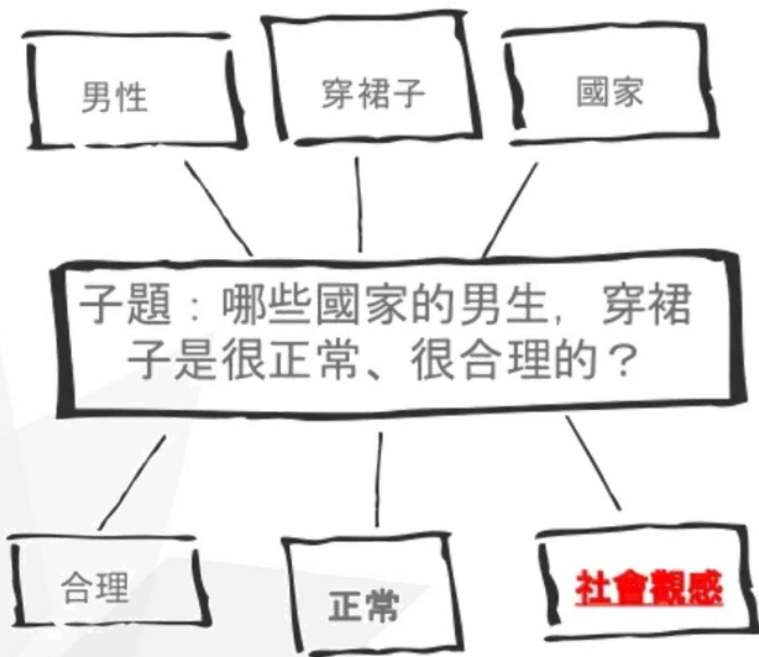 男性
穿裙子
國家
子題：哪些國家的男生，穿裙
子是很正常、很合理的？
合理
正常
社會觀感